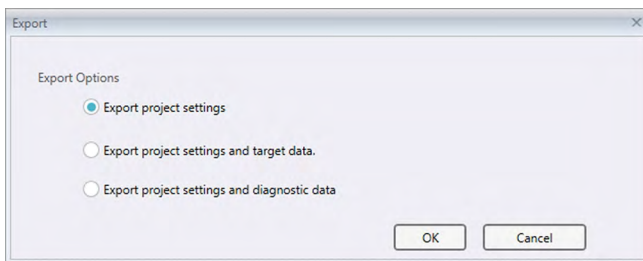 Export
Export Options
Export project settings
Export project settings and target data.
Export project settings and diagnostic data
OK Cancel